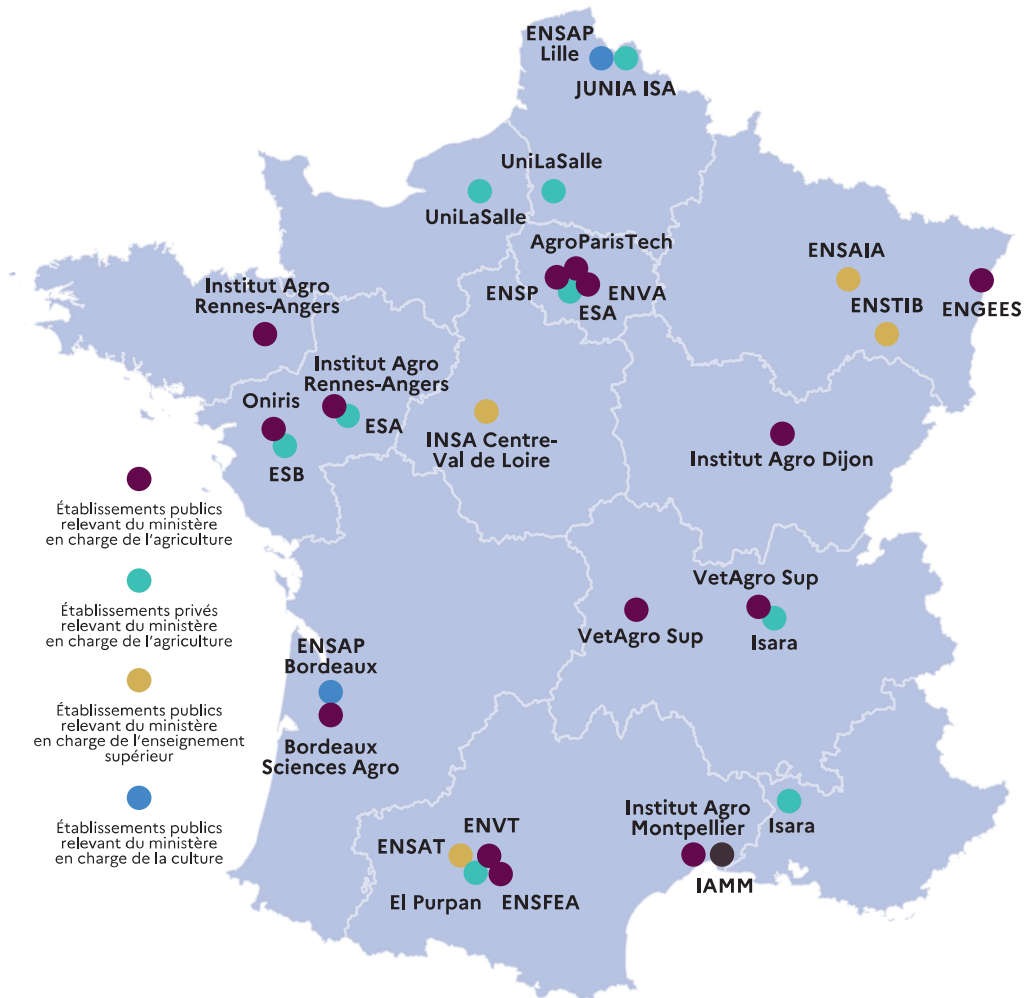 ENSAP
Lille
JUNIA ISA
UniLaSalle
UniLaSalle
AgroParisTech
ENSP
ENVA
ESA
ENSAIA
ENSTIB
ENGEES
Institut Agro
Rennes-Angers
Institut Agro
Rennes-Angers
Oniris
ESA
ESB
INSA Centre-
Val de Loire
Institut Agro Dijon
Établissements publics
relevant du ministère
en charge de l'agriculture
Établissements privés
relevant du ministère
en charge de l'agriculture
Établissements publics
relevant du ministère
en charge de l'enseignement
supérieur
Établissements publics
relevant du ministère
en charge de la culture
VetAgro Sup
VetAgro Sup
Isara
ENSAP
Bordeaux
Bordeaux
Sciences Agro
ENVT
ENSAT
El Purpan
ENSFEA
Institut Agro
Montpellier
IAMM
Isara